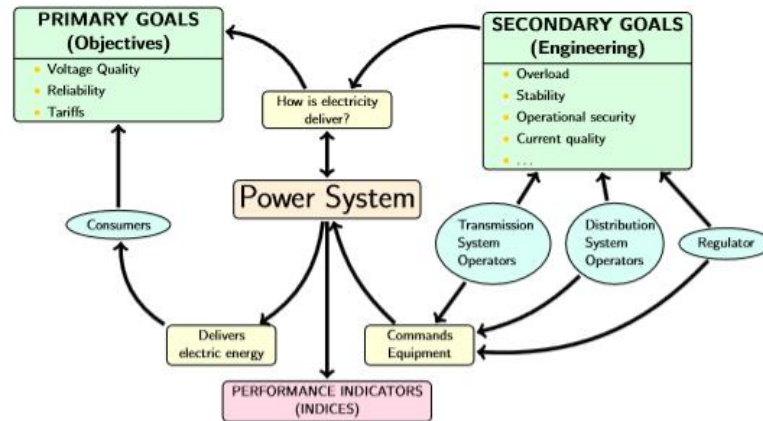 PRIMARY GOALS
(Objectives)
Voltage Quality
Reliability
Tariffs
SECONDARY GOALS
(Engineering)
Overload
Stability
Operational security
Current quality
. . .
How is electricity
deliver?
Power System
Consumers
Transmission
System
Operators
Distribution
System
Operators
Regulator
Delivers
electric energy
Commands
Equipment
PERFORMANCE INDICATORS
(INDICES)